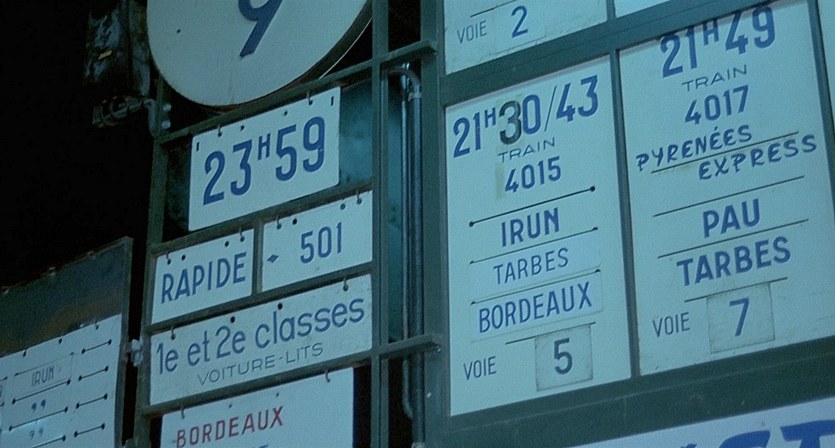 9
23H59
RAPIDE - 501
1e et 2e classes
VOITURE-LITS
BORDEAUX
IRUN
VOIE 2
21H30/43
TRAIN
4015
IRUN
TARBES
BORDEAUX
VOIE 5
21H49
TRAIN
4017
PYRENÉES
EXPRESS
PAU
TARBES
VOIE 7